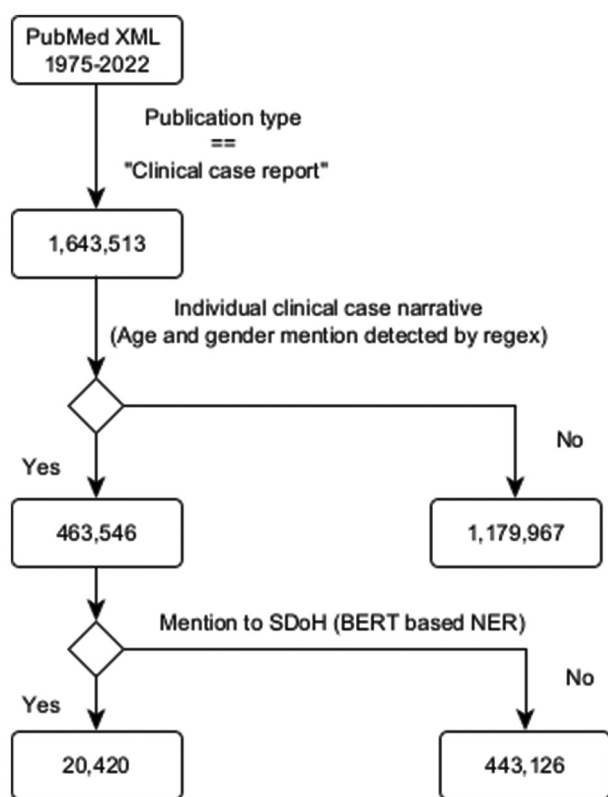 PubMed XML
1975-2022
Publication type
==
"Clinical case report"
1,643,513
Individual clinical case narrative
(Age and gender mention detected by regex)
Yes
No
463,546
1,179,967
Mention to SDoH (BERT based NER)
Yes
No
20,420
443,126